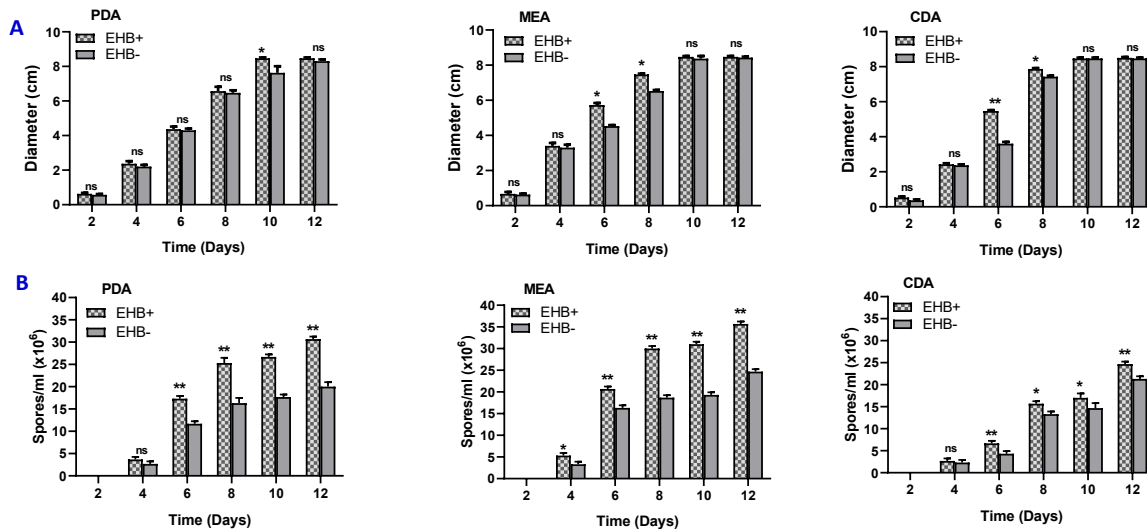 A
PDA
EHB+
EHB-
Diameter (cm)
8
6
4
2
0
ns
ns
ns
ns
*
ns
2 4 6 8 10 12
Time (Days)
MEA
EHB+
EHB-
Diameter (cm)
8
6
4
2
0
ns
ns
*
*
ns
ns
2 4 6 8 10 12
Time (Days)
CDA
EHB+
EHB-
Diameter (cm)
8
6
4
2
0
ns
ns
**
*
ns
ns
2 4 6 8 10 12
Time (Days)
B
PDA
EHB+
EHB-
Spores/ml (x10⁶)
40
35
30
25
20
15
10
5
0
ns
**
**
**
**
2 4 6 8 10 12
Time (Days)
MEA
EHB+
EHB-
Spores/ml (x10⁶)
40
35
30
25
20
15
10
5
0
*
**
**
**
**
2 4 6 8 10 12
Time (Days)
CDA
EHB+
EHB-
Spores/ml (x10⁶)
40
35
30
25
20
15
10
5
0
ns
**
*
*
**
2 4 6 8 10 12
Time (Days)